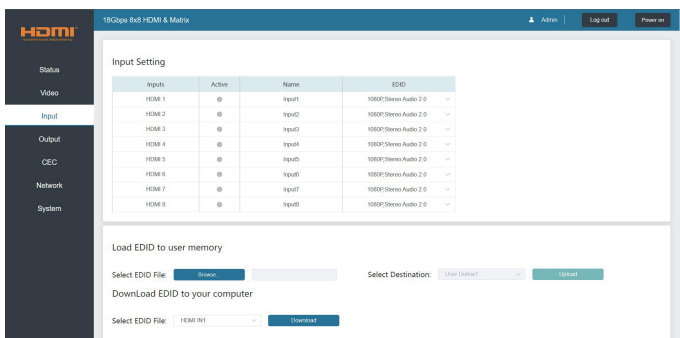 HDMI
18Gbps 8x8 HDMI & Matrix
Admin
Log out
Power on
Status
Video
Input
Output
CEC
Network
System
Input Setting
Inputs Active Name EDID
HDMI 1 Input1 1080P,Stereo Audio 2.0
HDMI 2 Input2 1080P,Stereo Audio 2.0
HDMI 3 Input3 1080P,Stereo Audio 2.0
HDMI 4 Input4 1080P,Stereo Audio 2.0
HDMI 5 Input5 1080P,Stereo Audio 2.0
HDMI 6 Input6 1080P,Stereo Audio 2.0
HDMI 7 Input7 1080P,Stereo Audio 2.0
HDMI 8 Input8 1080P,Stereo Audio 2.0
Load EDID to user memory
Select EDID File: Browse... Select Destination: User Define1 Upload
DownLoad EDID to your computer
Select EDID File: HDMI IN1 Download